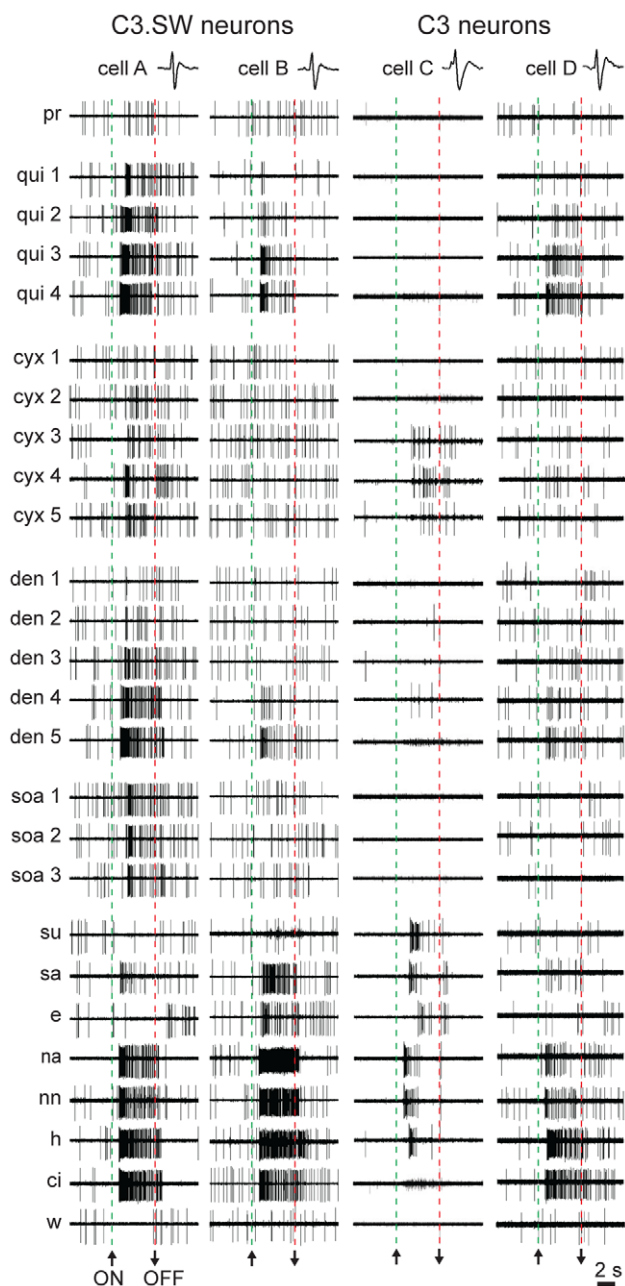 C3.SW neurons C3 neurons
cell A cell B cell C cell D
pr
qui 1
qui 2
qui 3
qui 4
cyx 1
cyx 2
cyx 3
cyx 4
cyx 5
den 1
den 2
den 3
den 4
den 5
soa 1
soa 2
soa 3
su
sa
e
na
nn
h
ci
w
ON OFF 2 s